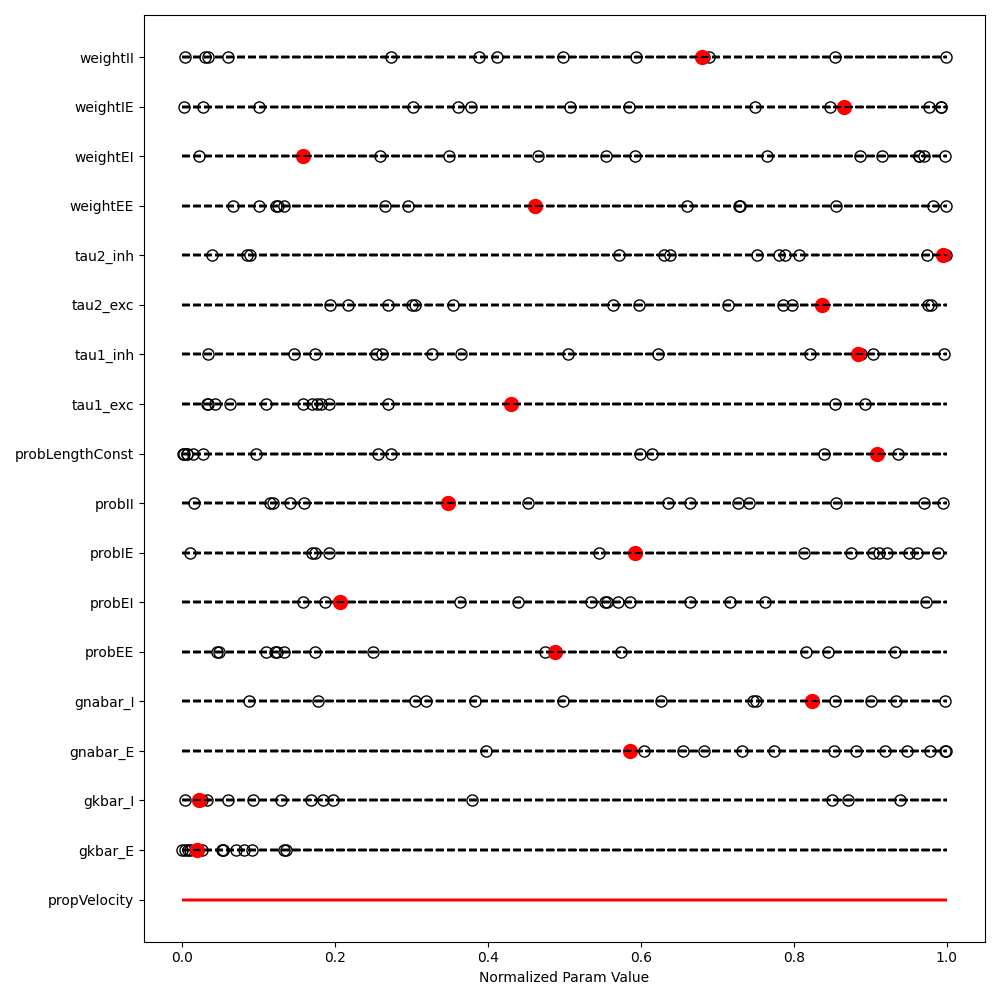 weightII
weightIE
weightEI
weightEE
tau2_inh
tau2_exc
tau1_inh
tau1_exc
probLengthConst
probII
probIE
probEI
probEE
gnabar_I
gnabar_E
gkbar_I
gkbar_E
propVelocity
0.0 0.2 0.4 0.6 0.8 1.0
Normalized Param Value